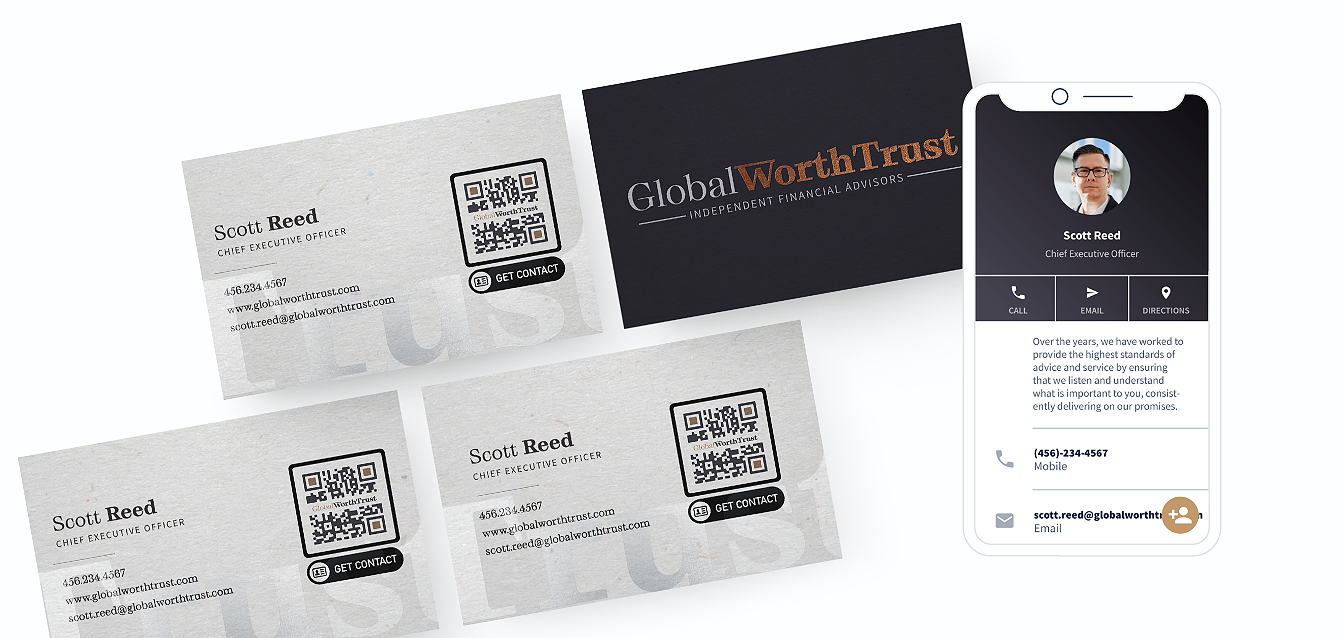 Scott Reed
CHIEF EXECUTIVE OFFICER
456.234.4567
www.globalworthtrust.com
scott.reed@globalworthtrust.com
GlobalWorthTrust
GET CONTACT
Trust
GlobalWorthTrust
INDEPENDENT FINANCIAL ADVISORS
Scott Reed
CHIEF EXECUTIVE OFFICER
456.234.4567
www.globalworthtrust.com
scott.reed@globalworthtrust.com
GlobalWorthTrust
GET CONTACT
Trust
Scott Reed
CHIEF EXECUTIVE OFFICER
456.234.4567
www.globalworthtrust.com
scott.reed@globalworthtrust.com
GlobalWorthTrust
GET CONTACT
Trust
Scott Reed
Chief Executive Officer
CALL EMAIL DIRECTIONS
Over the years, we have worked to
provide the highest standards of
advice and service by ensuring
that we listen and understand
what is important to you, consist-
ently delivering on our promises.
(456)-234-4567
Mobile
Email